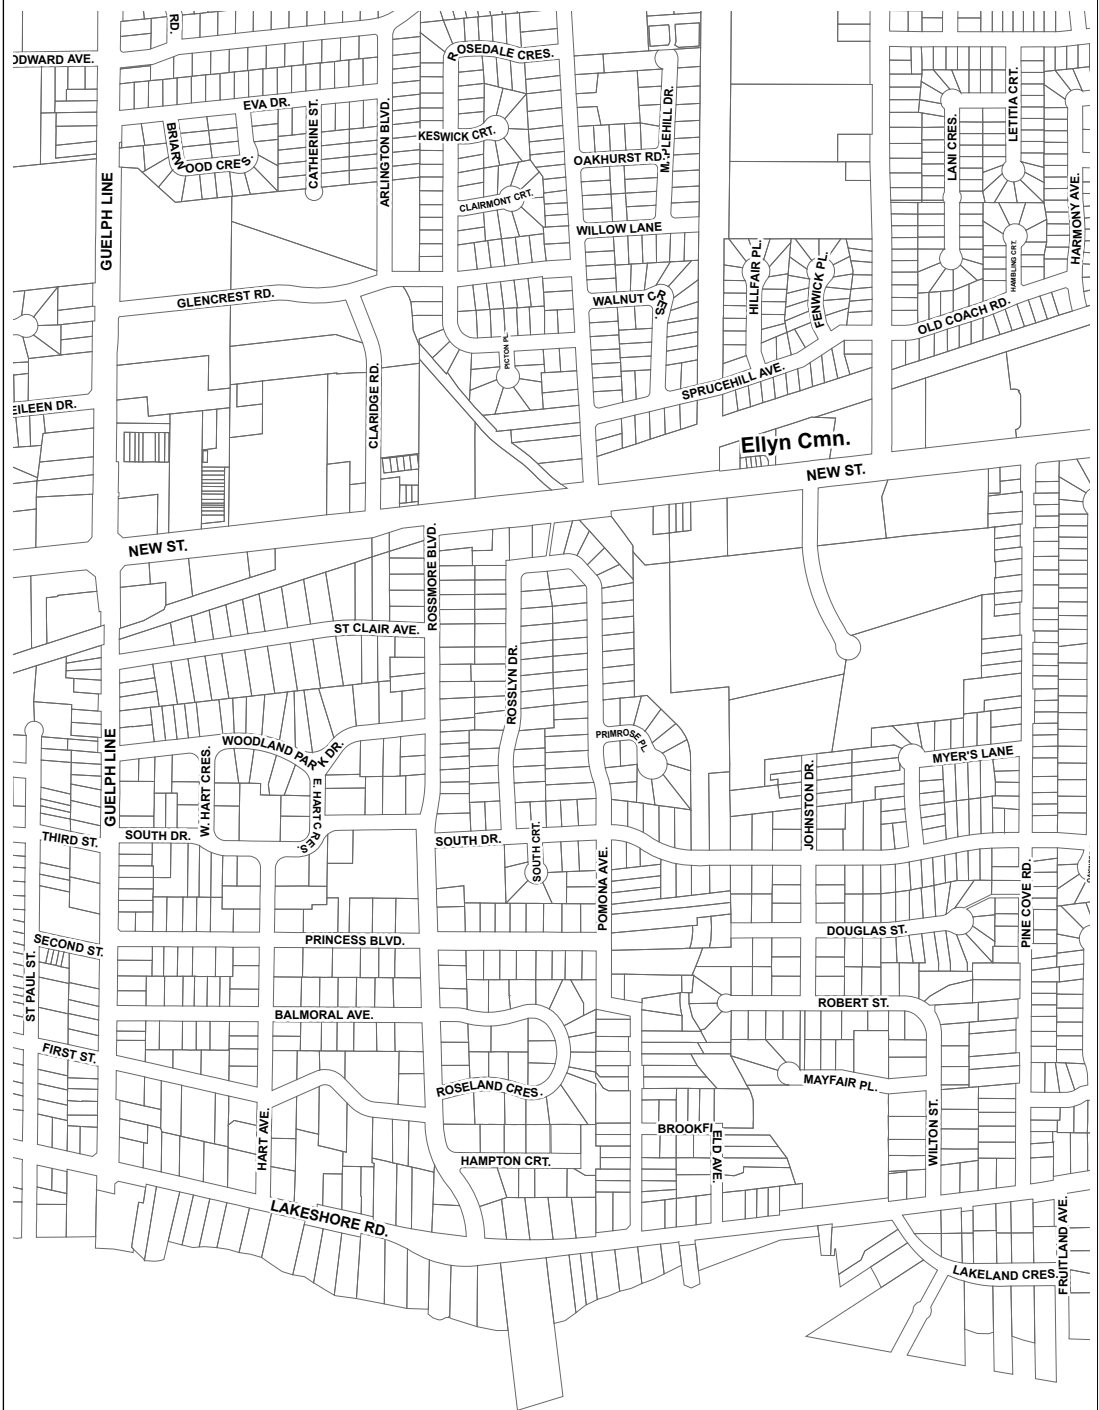 RD.
ROSEDALE CRES.
ODWARD AVE.
EVA DR.
CATHERINE ST.
ARLINGTON BLVD.
KESWICK CRT.
MAPLEHILL DR.
LANI CRES.
LETITIA CRT.
BRIARWOOD CRES.
OAKHURST RD.
GUELPH LINE
CLAIRMONT CRT.
WILLOW LANE
HARMONY AVE.
HAMBLING CRT.
HILLFAIR PL.
FENWICK PL.
GLENCREST RD.
WALNUT CRES.
OLD COACH RD.
PICTON PL.
SPRUCEHILL AVE.
EILEEN DR.
CLARIDGE RD.
Ellyn Cmn.
NEW ST.
NEW ST.
ROSSMORE BLVD.
ST CLAIR AVE.
ROSSLYN DR.
PRIMROSE PL.
WOODLAND PARK DR.
GUELPH LINE
W. HART CRES.
E. HART CRES.
MYER'S LANE
JOHNSTON DR.
THIRD ST.
SOUTH DR.
SOUTH DR.
SOUTH CRT.
POMONA AVE.
PINE COVE RD.
DOUGLAS ST.
SECOND ST.
PRINCESS BLVD.
ST PAUL ST.
ROBERT ST.
BALMORAL AVE.
FIRST ST.
MAYFAIR PL.
ROSELAND CRES.
HART AVE.
BROOKFIELD AVE.
WILTON ST.
HAMPTON CRT.
LAKESHORE RD.
FRUITLAND AVE.
LAKELAND CRES.